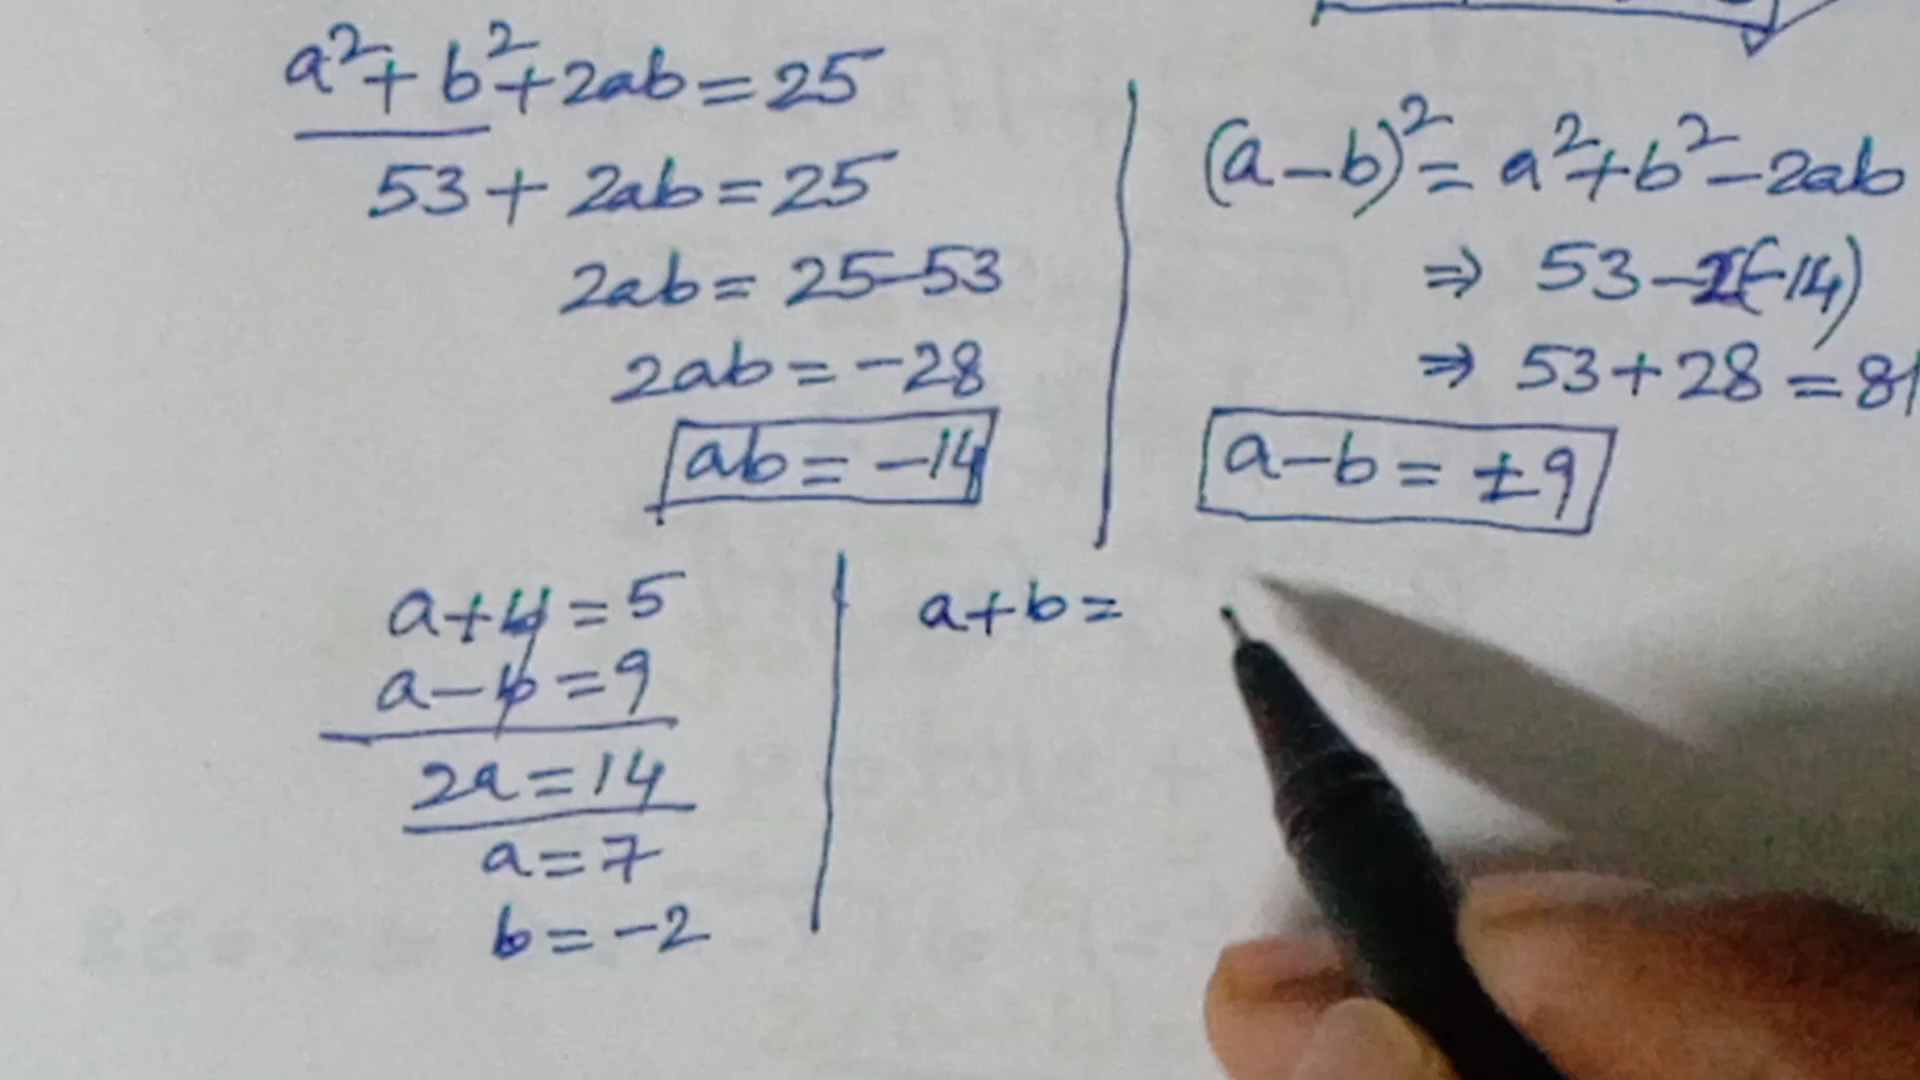 a²+b²+2ab=25
53+2ab=25
2ab=25-53
2ab=-28
ab=-14
(a-b)²=a²+b²-2ab
⇒ 53-2(-14)
⇒ 53+28=81
a-b=±9
a+b=5
a-b=9
2a=14
a=7
b=-2
a+b=